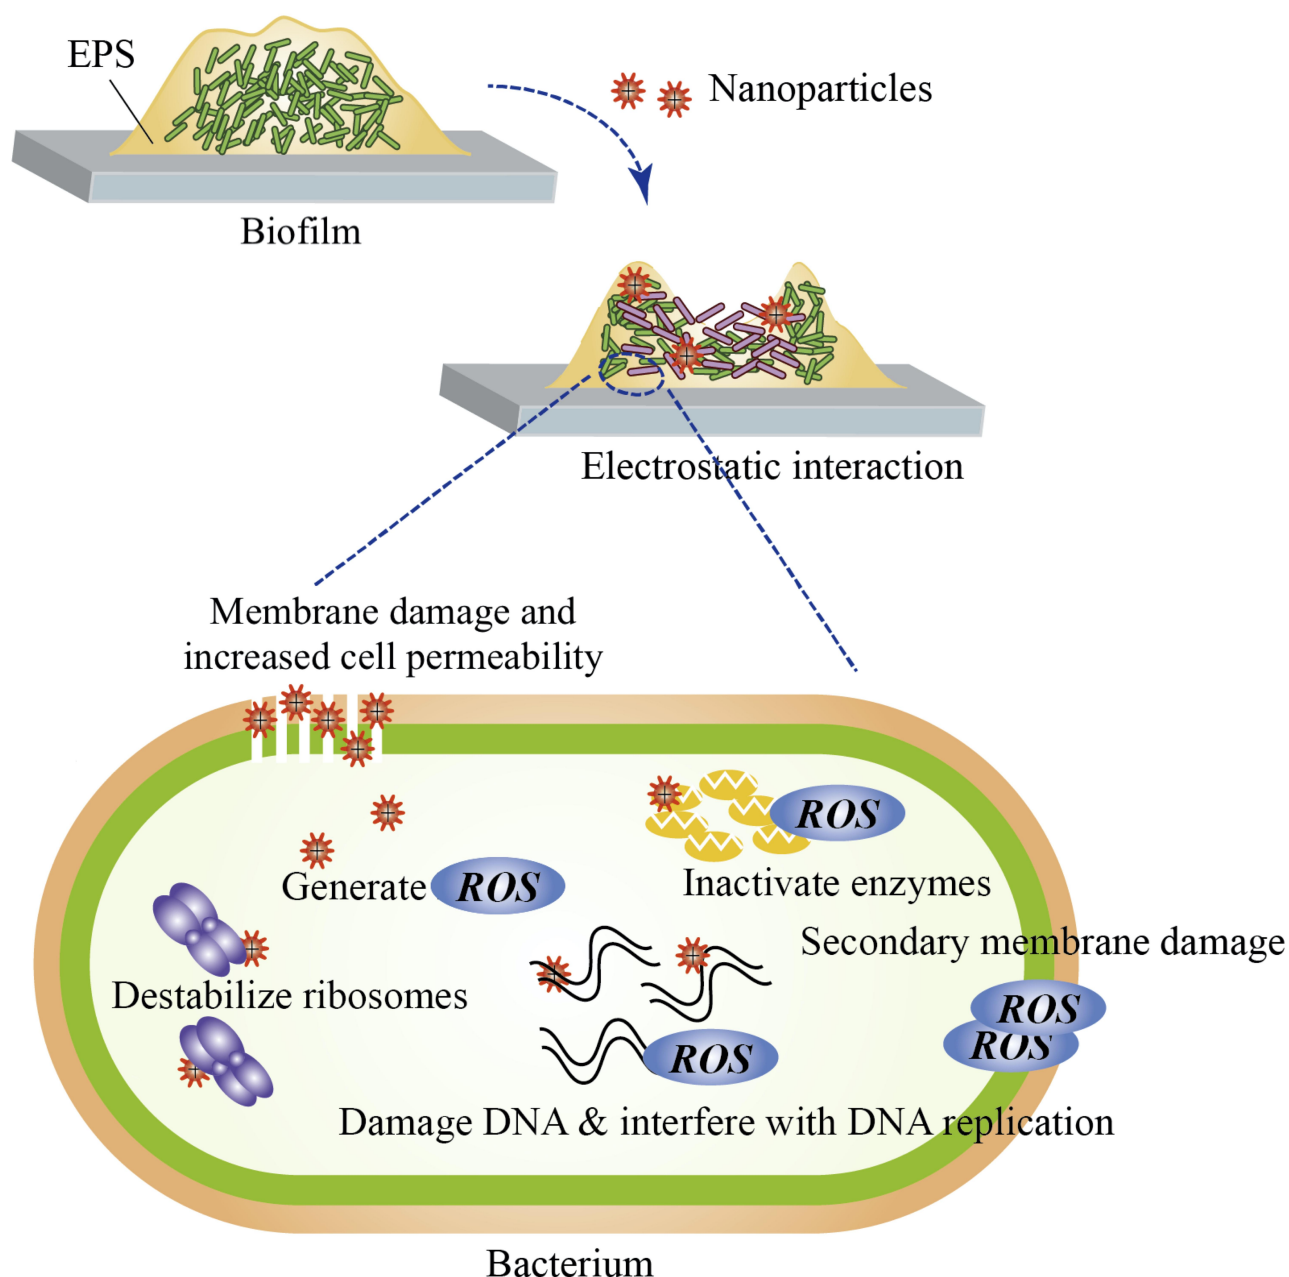 EPS
Nanoparticles
Biofilm
Electrostatic interaction
Membrane damage and
increased cell permeability
ROS
Generate ROS
Inactivate enzymes
Secondary membrane damage
Destabilize ribosomes
ROS
ROS
ROS
Damage DNA & interfere with DNA replication
Bacterium